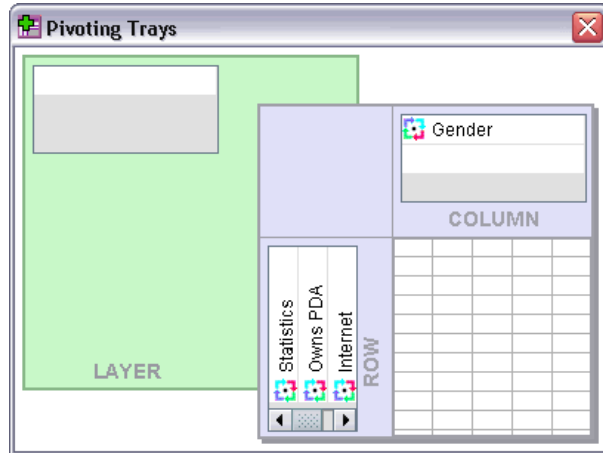 Pivoting Trays
Gender
COLUMN
Statistics
Owns PDA
Internet
ROW
LAYER